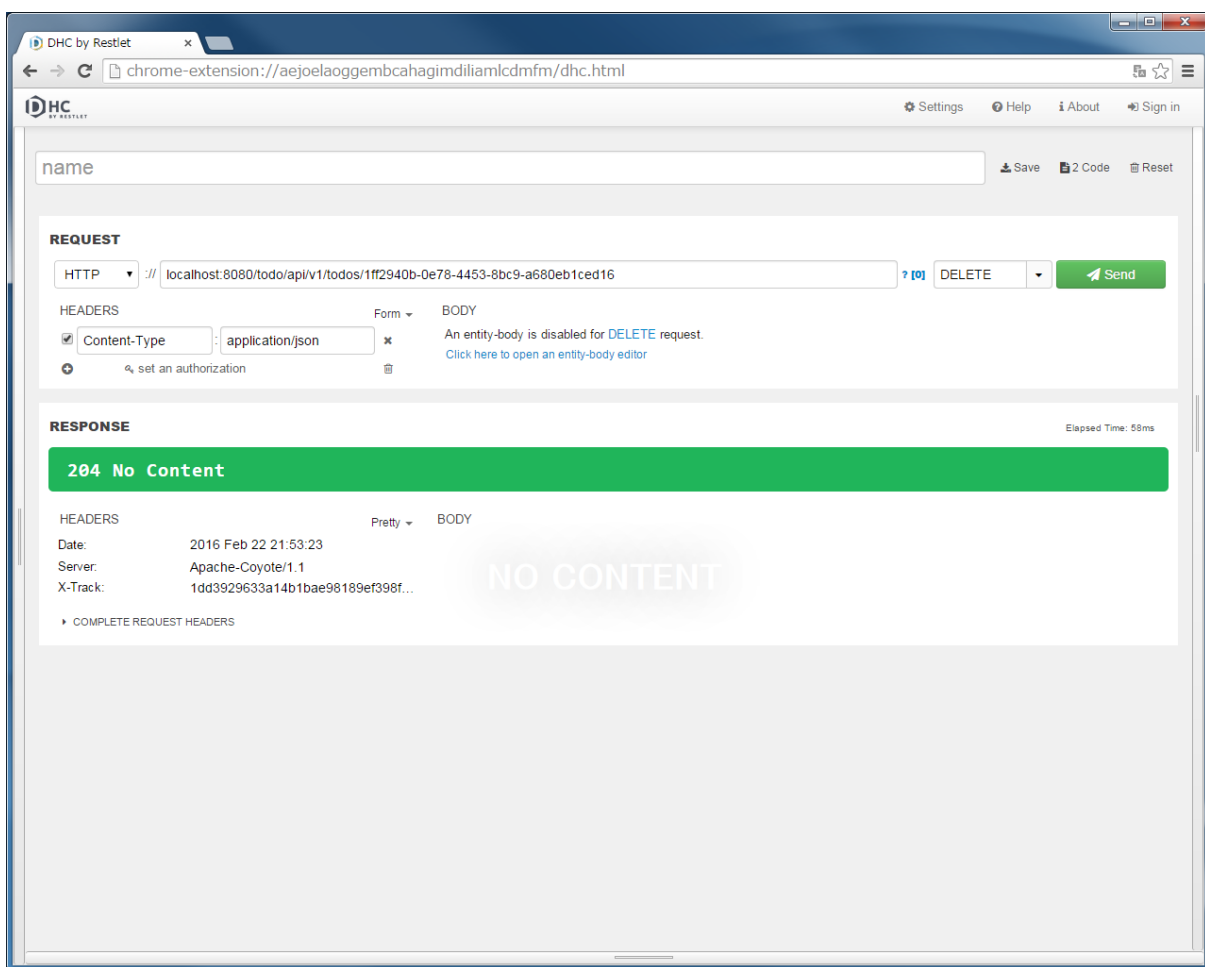 DHC by Restlet
chrome-extension://aejoelaoggembcahagimdiliamlcdmfm/dhc.html
DHC BY RESTLET Settings Help About Sign in
name Save 2 Code Reset
REQUEST
HTTP :// localhost:8080/todo/api/v1/todos/1ff2940b-0e78-4453-8bc9-a680eb1ced16 ? [0] DELETE Send
HEADERS Form BODY
Content-Type : application/json An entity-body is disabled for DELETE request.
Click here to open an entity-body editor
set an authorization
RESPONSE Elapsed Time: 58ms
204 No Content
HEADERS Pretty BODY
Date: 2016 Feb 22 21:53:23
Server: Apache-Coyote/1.1
X-Track: 1dd3929633a14b1bae98189ef398f...
NO CONTENT
COMPLETE REQUEST HEADERS